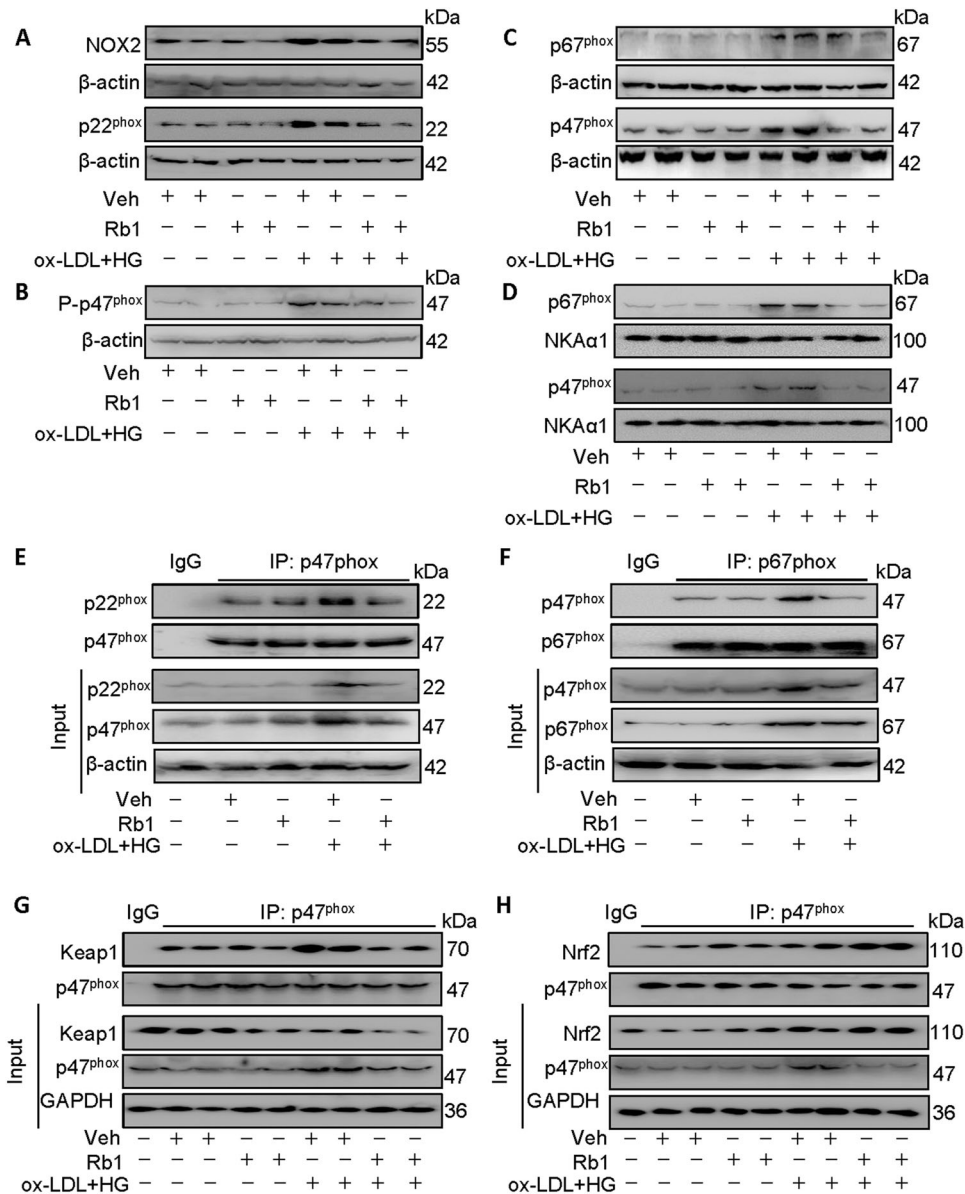 A
kDa
NOX2 55
β-actin 42
p22phox 22
β-actin 42
Veh + + − − + + − −
Rb1 − − + + − − + +
ox-LDL+HG − − − − + + + +
B
kDa
P-p47phox 47
β-actin 42
Veh + + − − + + − −
Rb1 − − + + − − + +
ox-LDL+HG − − − − + + + +
C
kDa
p67phox 67
β-actin 42
p47phox 47
β-actin 42
Veh + + − − + + − −
Rb1 − − + + − − + +
ox-LDL+HG − − − − + + + +
D
kDa
p67phox 67
NKAα1 100
p47phox 47
NKAα1 100
Veh + + − − + + − −
Rb1 − − + + − − + +
ox-LDL+HG − − − − + + + +
E
IgG IP: p47phox
kDa
p22phox 22
p47phox 47
Input
p22phox 22
p47phox 47
β-actin 42
Veh − + − + −
Rb1 − − + − +
ox-LDL+HG − − − + +
F
IgG IP: p67phox
kDa
p47phox 47
p67phox 67
Input
p47phox 47
p67phox 67
β-actin 42
Veh − + − + −
Rb1 − − + − +
ox-LDL+HG − − − + +
G
IgG IP: p47phox
kDa
Keap1 70
p47phox 47
Input
Keap1 70
p47phox 47
GAPDH 36
Veh − + + − − + + − −
Rb1 − − − + + − − + +
ox-LDL+HG − − − − − + + + +
H
IgG IP: p47phox
kDa
Nrf2 110
p47phox 47
Input
Nrf2 110
p47phox 47
GAPDH 36
Veh − + + − − + + − −
Rb1 − − − + + − − + +
ox-LDL+HG − − − − − + + + +